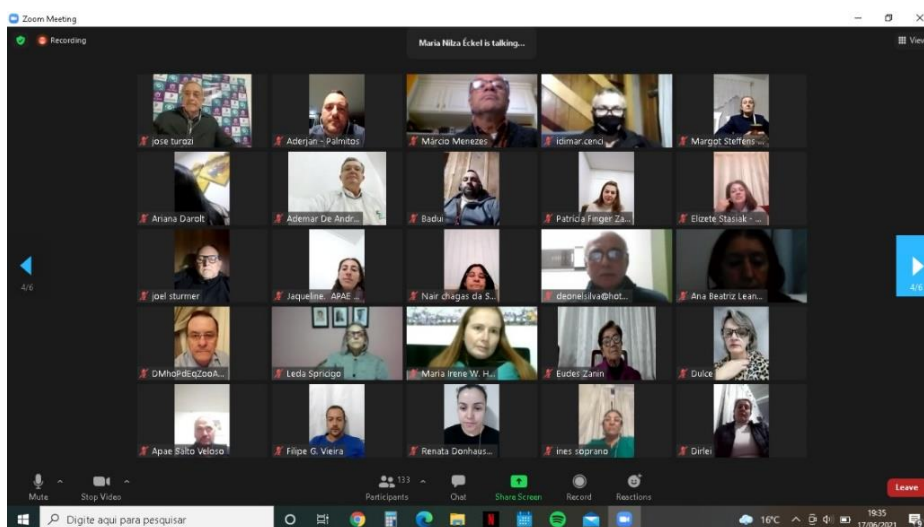 Zoom Meeting
Recording
Maria Nilza Éckel is talking...
View
jose turozi
Aderjan - Palmitos
Márcio Menezes
idimar.cenci
Margot Steffens ...
Ariana Darolt
Ademar De Andr...
Badui
Patrícia Finger Za...
Elizete Stasiak - ...
joel sturmer
Jaqueline. APAE ...
Nair chagas da S...
deonelsilva@hot...
Ana Beatriz Lean...
4/6
4/6
DMhoPdEqZooA...
Leda Spricigo
Maria Irene W. H...
Eudes Zanin
Dulce
Apae Salto Veloso
Filipe G. Vieira
Renata Donhaus...
ines soprano
Dirlei
Mute
Stop Video
133
Participants
Chat
Share Screen
Record
Reactions
Leave
Digite aqui para pesquisar
16°C
19:35
17/06/2021